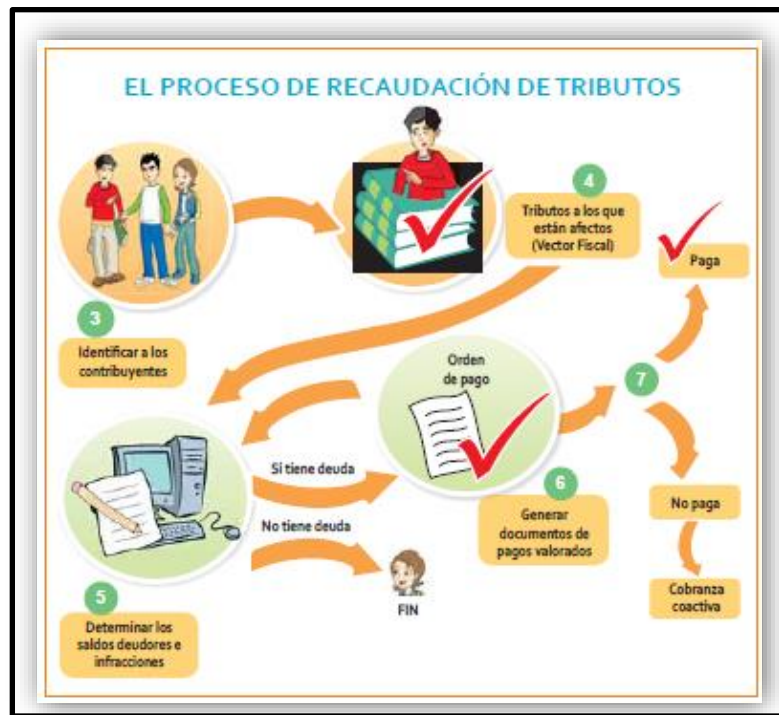 EL PROCESO DE RECAUDACIÓN DE TRIBUTOS
3
Identificar a los
contribuyentes
4
Tributos a los que
están afectos
(Vector Fiscal)
5
Determinar los
saldos deudores e
infracciones
Si tiene deuda
No tiene deuda
FIN
Orden
de pago
6
Generar
documentos de
pagos valorados
7
Paga
No paga
Cobranza
coactiva